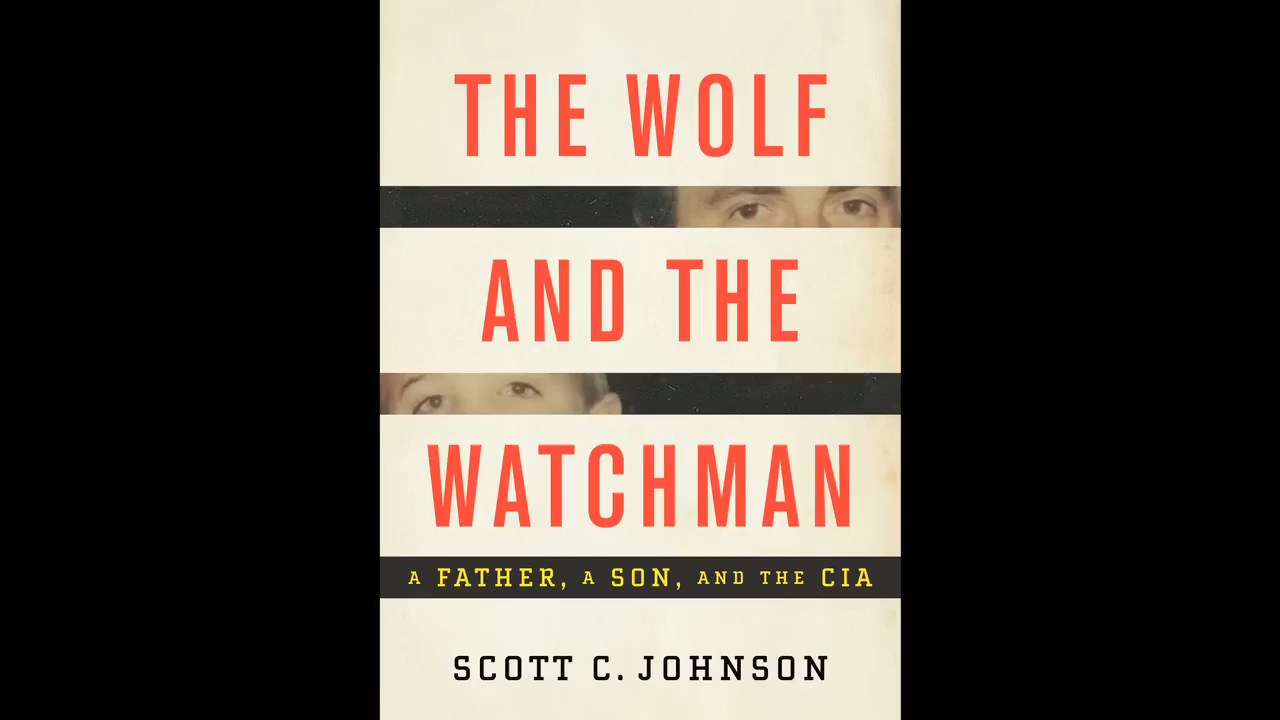 THE WOLF
AND THE
WATCHMAN
A FATHER, A SON, AND THE CIA
SCOTT C. JOHNSON